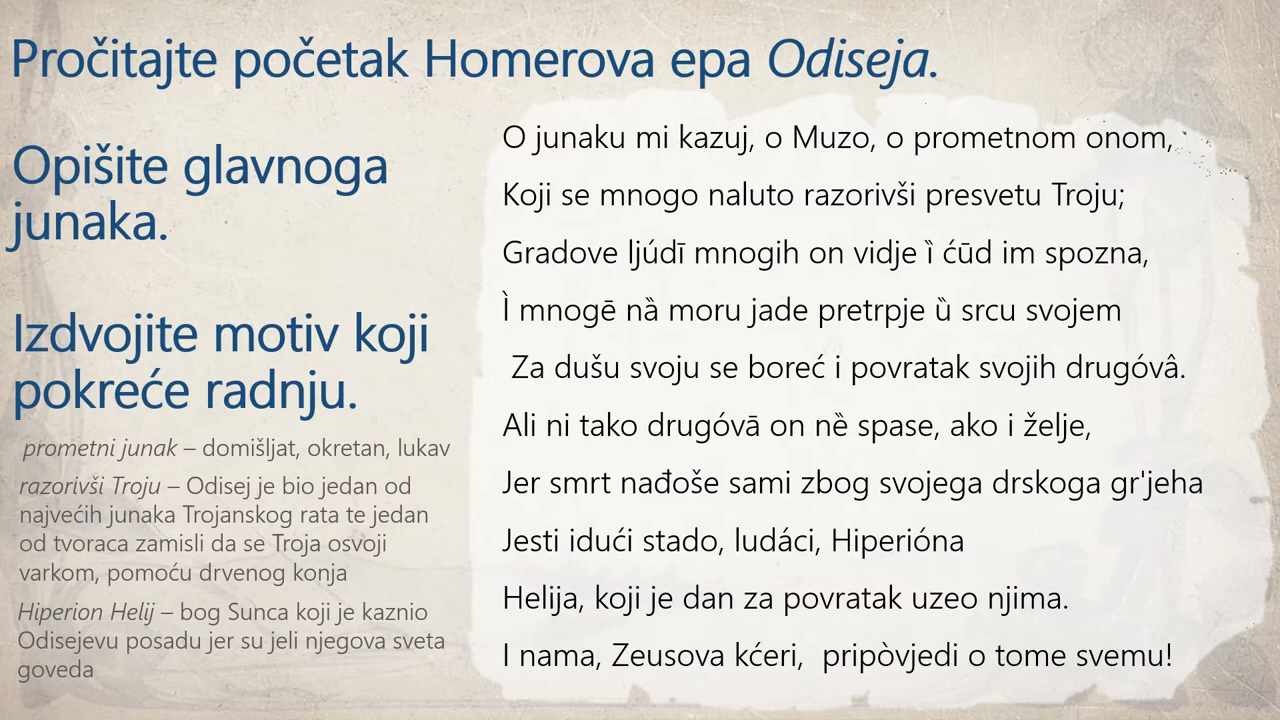 Pročitajte početak Homerova epa Odiseja.
Opišite glavnoga
junaka.
Izdvojite motiv koji
pokreće radnju.
prometni junak – domišljat, okretan, lukav
razorivši Troju – Odisej je bio jedan od
najvećih junaka Trojanskog rata te jedan
od tvoraca zamisli da se Troja osvoji
varkom, pomoću drvenog konja
Hiperion Helij – bog Sunca koji je kaznio
Odisejevu posadu jer su jeli njegova sveta
goveda
O junaku mi kazuj, o Muzo, o prometnom onom,
Koji se mnogo naluto razorivši presvetu Troju;
Gradove ljúdī mnogih on vidje ȉ ćūd im spozna,
Ȉ mnogē nȁ moru jade pretrpje ȕ srcu svojem
Za dušu svoju se boreć i povratak svojih drugóvâ.
Ali ni tako drugóvā on nȅ spase, ako i želje,
Jer smrt nađoše sami zbog svojega drskoga gr'jeha
Jesti idući stado, ludáci, Hiperióna
Helija, koji je dan za povratak uzeo njima.
I nama, Zeusova kćeri,  pripòvjedi o tome svemu!